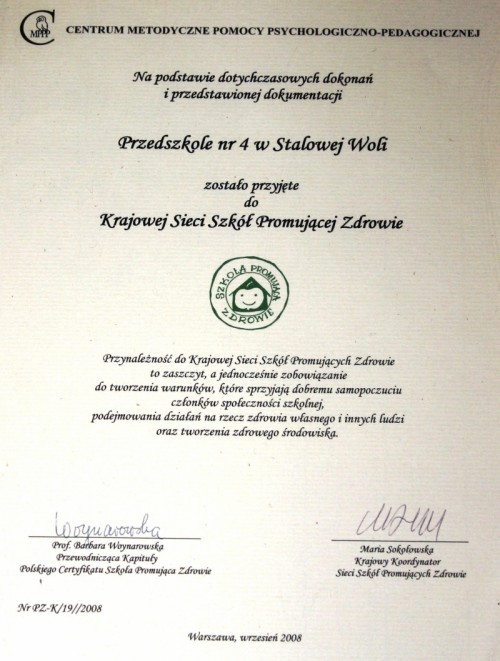 CMPPP
CENTRUM METODYCZNE POMOCY PSYCHOLOGICZNO-PEDAGOGICZNEJ
Na podstawie dotychczasowych dokonań
i przedstawionej dokumentacji
Przedszkole nr 4 w Stalowej Woli
zostało przyjęte
do
Krajowej Sieci Szkół Promującej Zdrowie
SZKOŁA PROMUJĄCA
ZDROWIE
Przynależność do Krajowej Sieci Szkół Promujących Zdrowie
to zaszczyt, a jednocześnie zobowiązanie
do tworzenia warunków, które sprzyjają dobremu samopoczuciu
członków społeczności szkolnej,
podejmowania działań na rzecz zdrowia własnego i innych ludzi
oraz tworzenia zdrowego środowiska.
Woynarowska
Prof. Barbara Woynarowska
Przewodnicząca Kapituły
Polskiego Certyfikatu Szkoła Promująca Zdrowie
Maria Sokołowska
Krajowy Koordynator
Sieci Szkół Promujących Zdrowie
Nr PZ-K/19//2008
Warszawa, wrzesień 2008